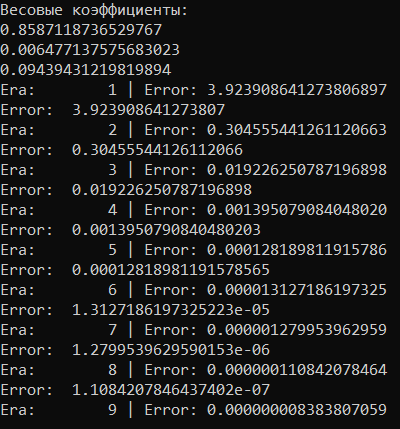 Весовые коэффициенты:
0.8587118736529767
0.006477137575683023
0.09439431219819894
Era:        1 | Error: 3.923908641273806897
Error:  3.923908641273807
Era:        2 | Error: 0.304555441261120663
Error:  0.30455544126112066
Era:        3 | Error: 0.019226250787196898
Error:  0.019226250787196898
Era:        4 | Error: 0.001395079084048020
Error:  0.0013950790840480203
Era:        5 | Error: 0.000128189811915786
Error:  0.00012818981191578565
Era:        6 | Error: 0.000013127186197325
Error:  1.3127186197325223e-05
Era:        7 | Error: 0.000001279953962959
Error:  1.2799539629590153e-06
Era:        8 | Error: 0.000000110842078464
Error:  1.1084207846437402e-07
Era:        9 | Error: 0.000000008383807059